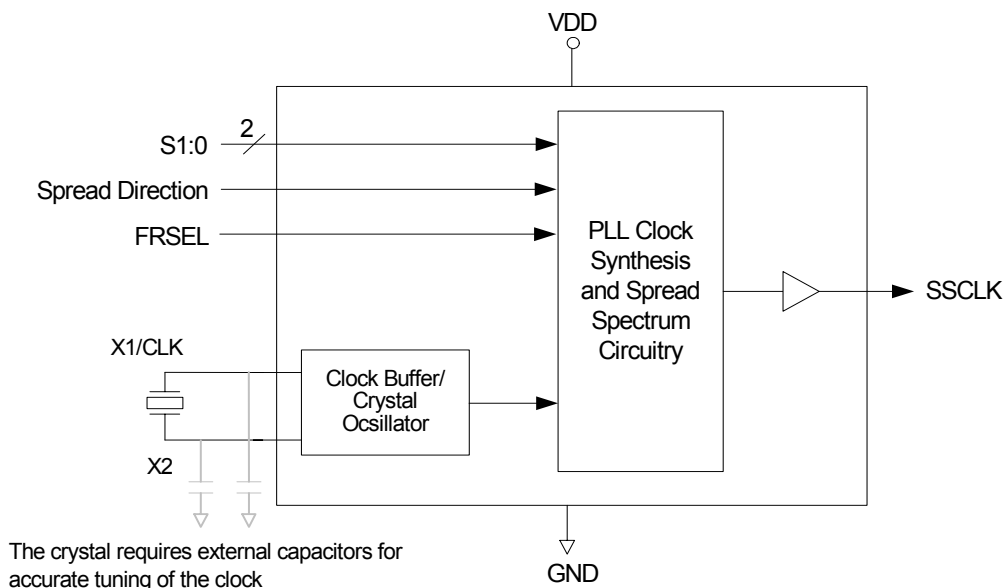 VDD
2
S1:0
Spread Direction
FRSEL
PLL Clock
Synthesis
and Spread
Spectrum
Circuitry
SSCLK
X1/CLK
Clock Buffer/
Crystal
Ocsillator
X2
The crystal requires external capacitors for
accurate tuning of the clock
GND